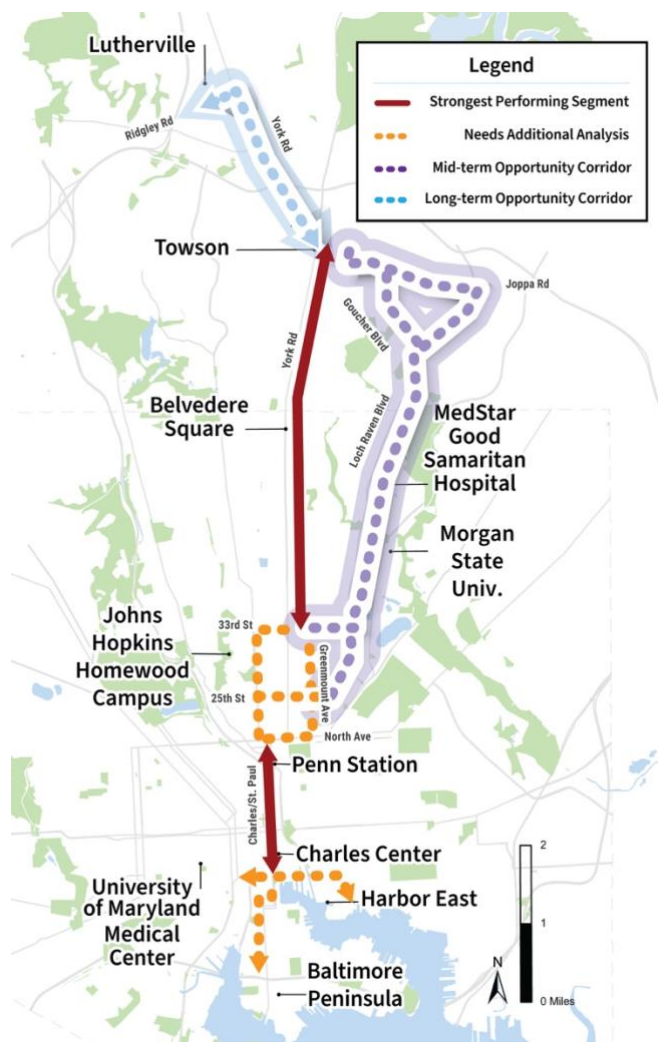 Lutherville
Legend
Strongest Performing Segment
Needs Additional Analysis
Mid-term Opportunity Corridor
Long-term Opportunity Corridor
Ridgley Rd
York Rd
Towson
Joppa Rd
Goucher Blvd
York Rd
Belvedere
Square
Loch Raven Blvd
MedStar
Good
Samaritan
Hospital
Morgan
State
Univ.
Johns
Hopkins
Homewood
Campus
33rd St
25th St
Greenmount Ave
North Ave
Penn Station
Charles/St. Paul
Charles Center
University
of Maryland
Medical
Center
Harbor East
Baltimore
Peninsula
N
2
1
0 Miles